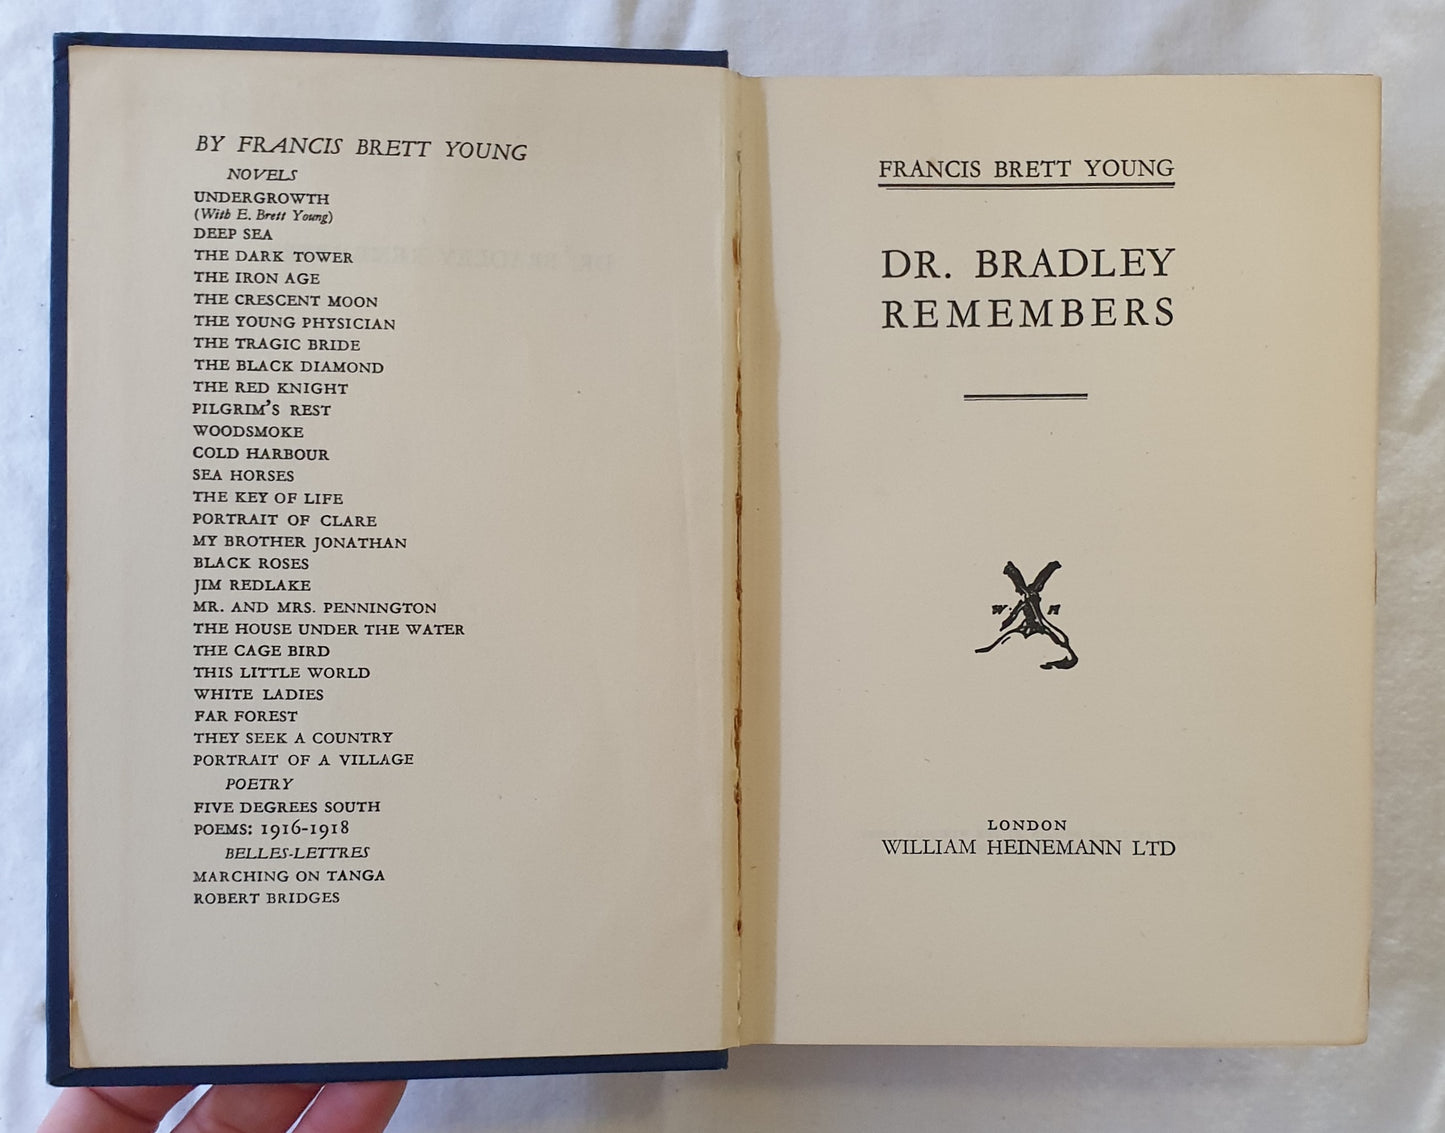 BY FRANCIS BRETT YOUNG
NOVELS
UNDERGROWTH
(With E. Brett Young)
DEEP SEA
THE DARK TOWER
THE IRON AGE
THE CRESCENT MOON
THE YOUNG PHYSICIAN
THE TRAGIC BRIDE
THE BLACK DIAMOND
THE RED KNIGHT
PILGRIM'S REST
WOODSMOKE
COLD HARBOUR
SEA HORSES
THE KEY OF LIFE
PORTRAIT OF CLARE
MY BROTHER JONATHAN
BLACK ROSES
JIM REDLAKE
MR. AND MRS. PENNINGTON
THE HOUSE UNDER THE WATER
THE CAGE BIRD
THIS LITTLE WORLD
WHITE LADIES
FAR FOREST
THEY SEEK A COUNTRY
PORTRAIT OF A VILLAGE
POETRY
FIVE DEGREES SOUTH
POEMS: 1916-1918
BELLES-LETTRES
MARCHING ON TANGA
ROBERT BRIDGES
FRANCIS BRETT YOUNG
DR. BRADLEY
REMEMBERS
W · H
LONDON
WILLIAM HEINEMANN LTD